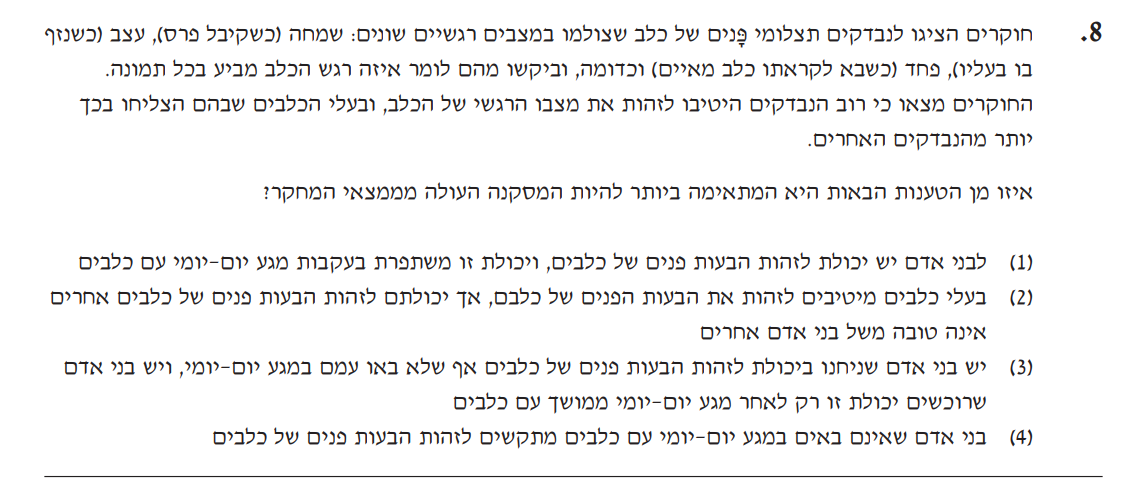 8. חוקרים הציגו לנבדקים תצלומי פָּנים של כלב שצולמו במצבים רגשיים שונים: שמחה (כשקיבל פרס), עצב (כשנזף
בו בעליו), פחד (כשבא לקראתו כלב מאיים) וכדומה, וביקשו מהם לומר איזה רגש הכלב מביע בכל תמונה.
החוקרים מצאו כי רוב הנבדקים היטיבו לזהות את מצבו הרגשי של הכלב, ובעלי הכלבים שבהם הצליחו בכך
יותר מהנבדקים האחרים.
איזו מן הטענות הבאות היא המתאימה ביותר להיות המסקנה העולה מממצאי המחקר?
(1) לבני אדם יש יכולת לזהות הבעות פנים של כלבים, ויכולת זו משתפרת בעקבות מגע יום-יומי עם כלבים
(2) בעלי כלבים מיטיבים לזהות את הבעות הפנים של כלבם, אך יכולתם לזהות הבעות פנים של כלבים אחרים
אינה טובה משל בני אדם אחרים
(3) יש בני אדם שניחנו ביכולת לזהות הבעות פנים של כלבים אף שלא באו עמם במגע יום-יומי, ויש בני אדם
שרוכשים יכולת זו רק לאחר מגע יום-יומי ממושך עם כלבים
(4) בני אדם שאינם באים במגע יום-יומי עם כלבים מתקשים לזהות הבעות פנים של כלבים